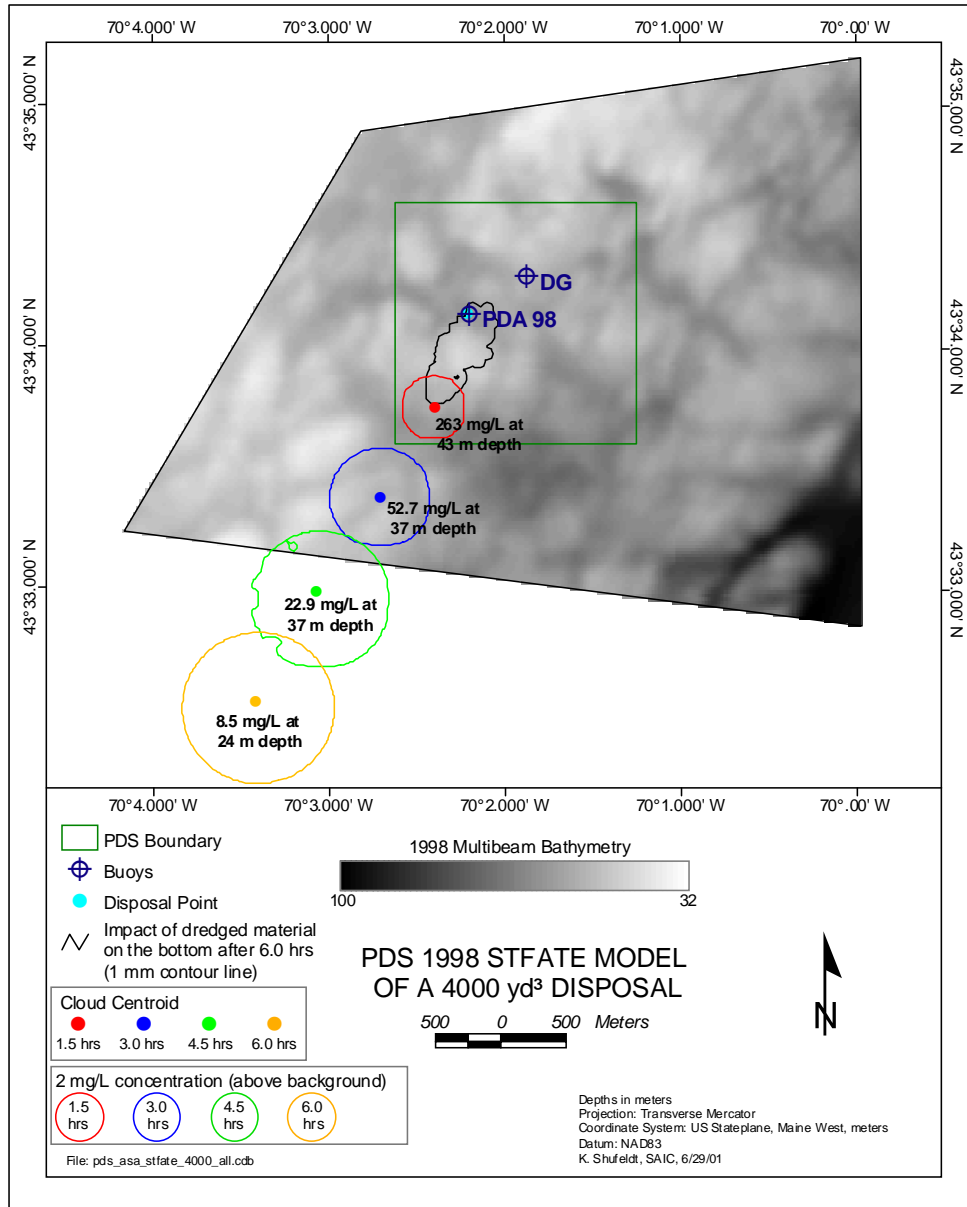 70°4.000' W 70°3.000' W 70°2.000' W 70°1.000' W 70°.00' W
43°35.000' N
43°35.000' N
DG
PDA 98
43°34.000' N
43°34.000' N
263 mg/L at
43 m depth
52.7 mg/L at
37 m depth
43°33.000' N
43°33.000' N
22.9 mg/L at
37 m depth
8.5 mg/L at
24 m depth
70°4.000' W 70°3.000' W 70°2.000' W 70°1.000' W 70°.00' W
PDS Boundary
Buoys
Disposal Point
Impact of dredged material
on the bottom after 6.0 hrs
(1 mm contour line)
1998 Multibeam Bathymetry
100 32
PDS 1998 STFATE MODEL
OF A 4000 yd³ DISPOSAL
500 0 500 Meters
N
Cloud Centroid
1.5 hrs 3.0 hrs 4.5 hrs 6.0 hrs
2 mg/L concentration (above background)
1.5 hrs
3.0 hrs
4.5 hrs
6.0 hrs
File: pds_asa_stfate_4000_all.cdb
Depths in meters
Projection: Transverse Mercator
Coordinate System: US Stateplane, Maine West, meters
Datum: NAD83
K. Shufeldt, SAIC, 6/29/01